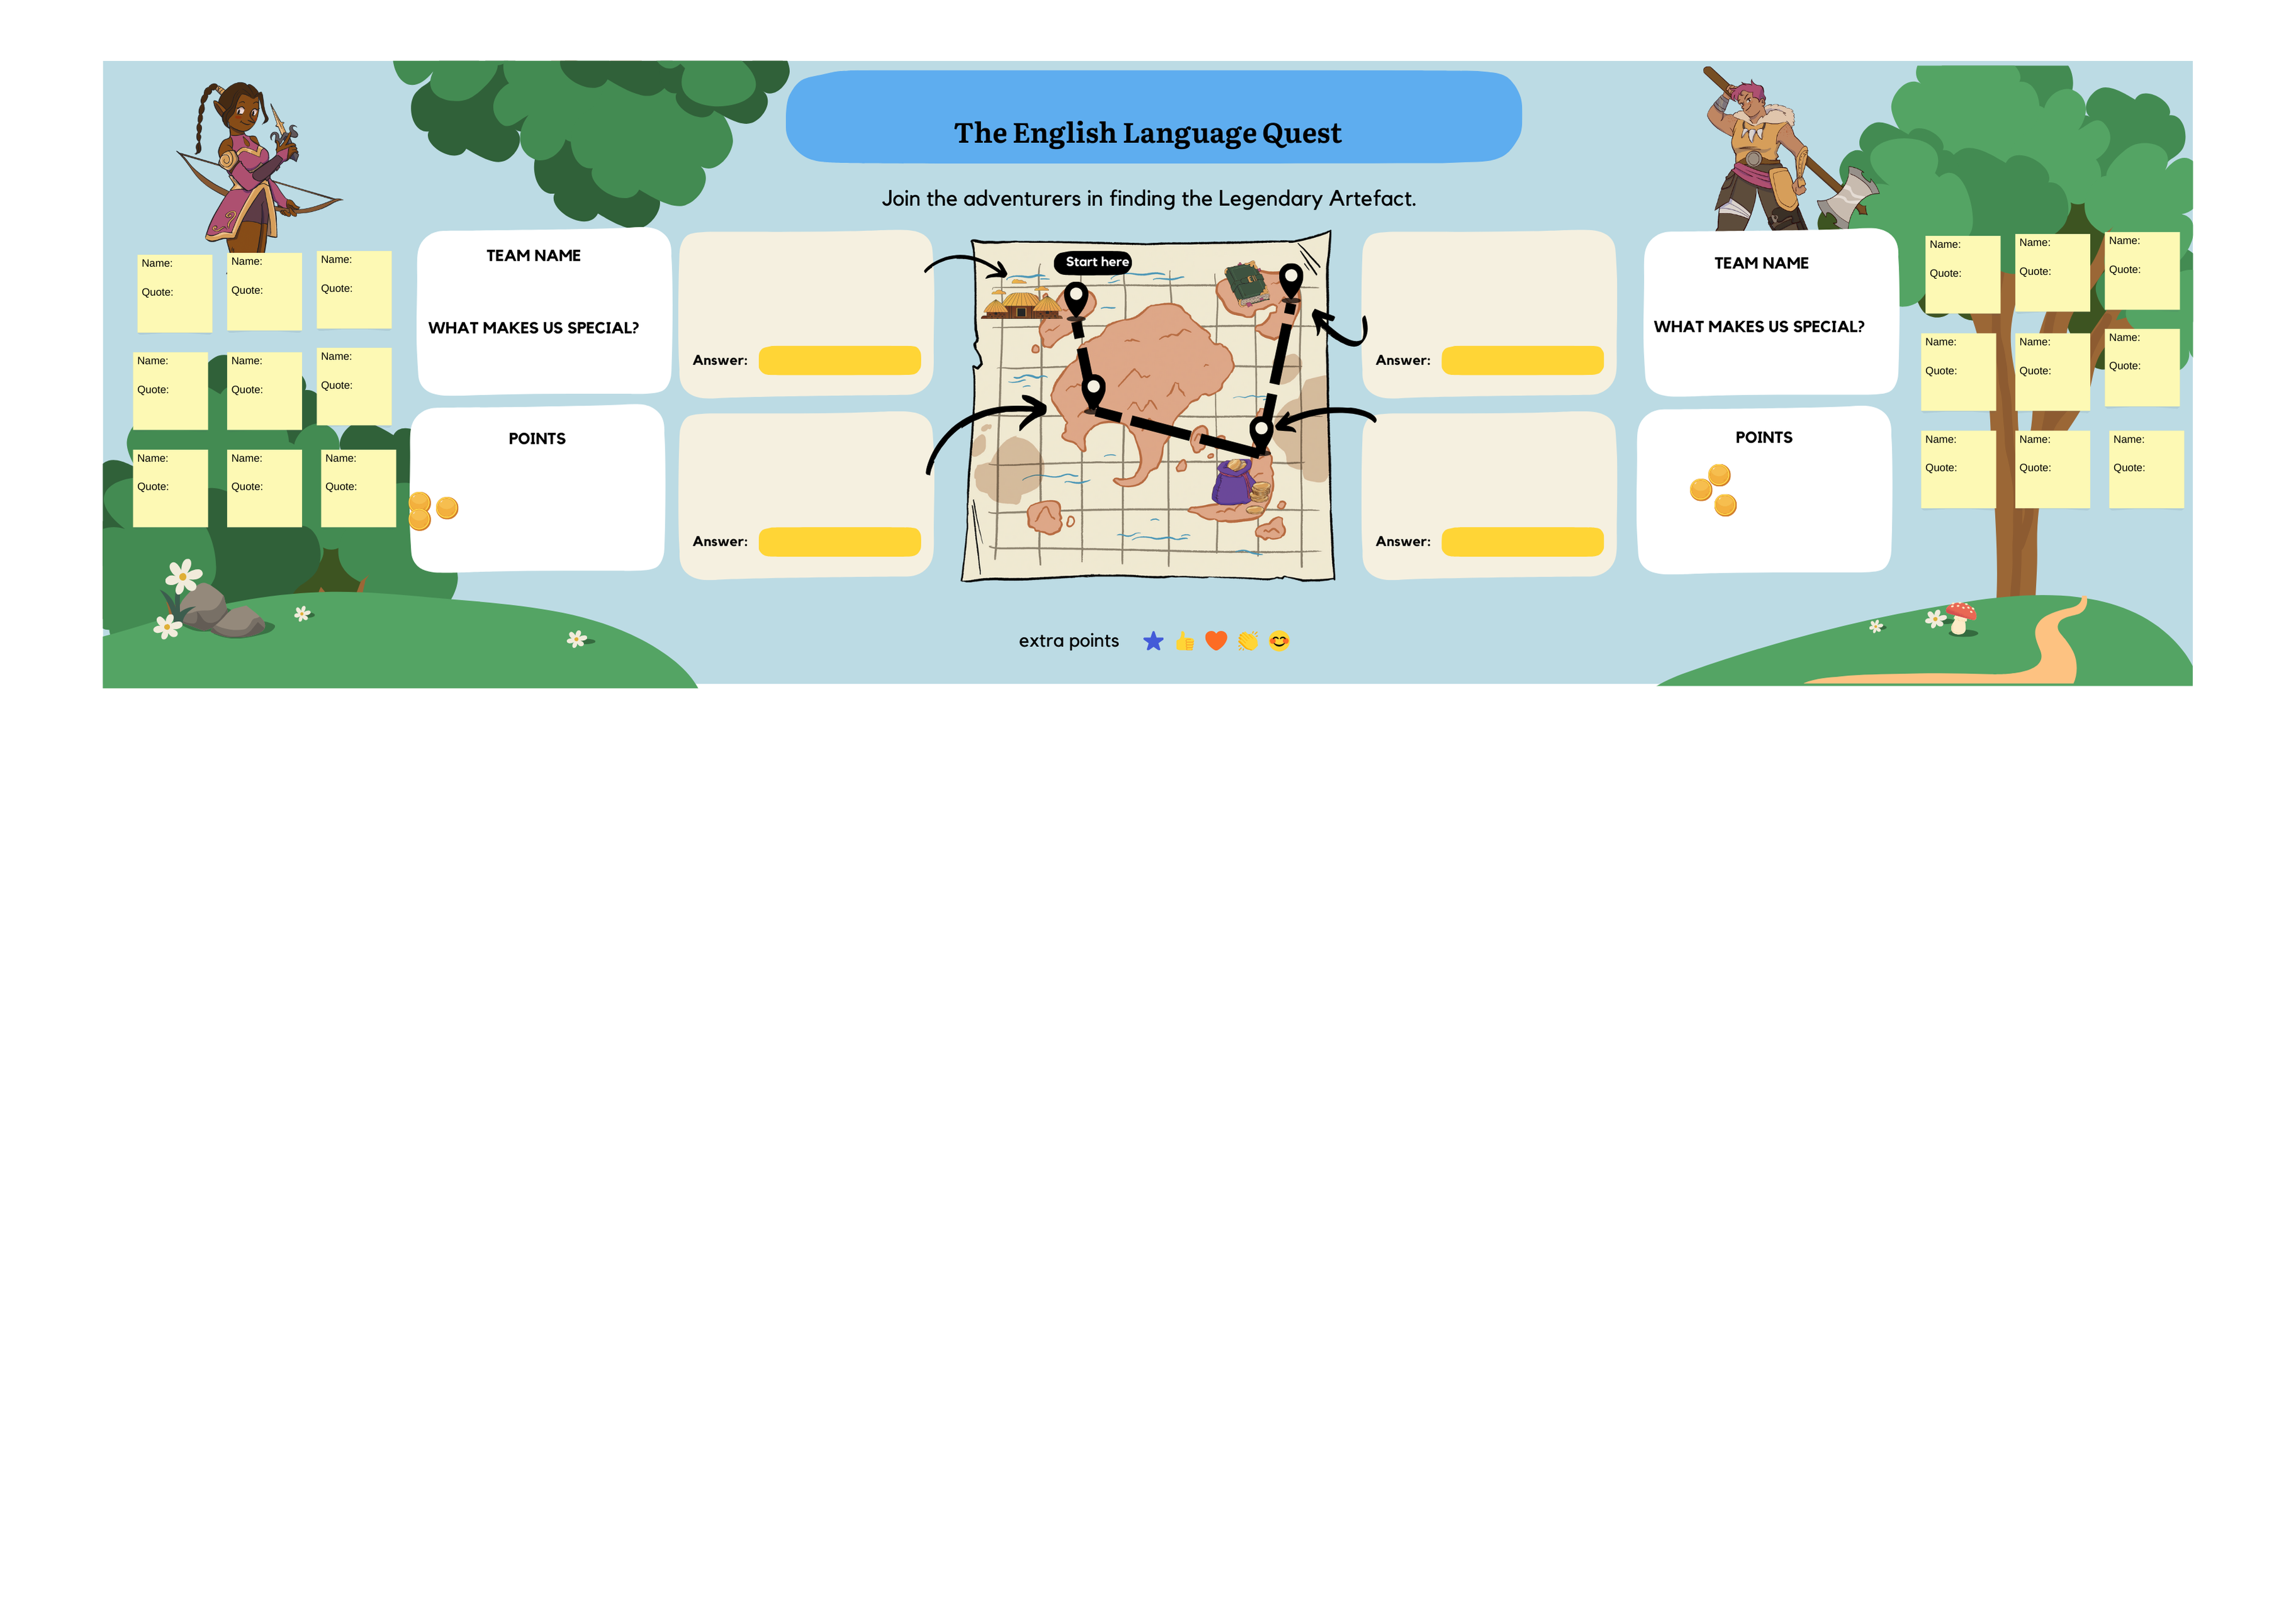 The English Language Quest
Join the adventurers in finding the Legendary Artefact.
Name:
Quote:
Name:
Quote:
Name:
Quote:
Name:
Quote:
Name:
Quote:
Name:
Quote:
Name:
Quote:
Name:
Quote:
Name:
Quote:
TEAM NAME
WHAT MAKES US SPECIAL?
POINTS
Answer:
Answer:
Start here
Answer:
Answer:
TEAM NAME
WHAT MAKES US SPECIAL?
POINTS
Name:
Quote:
Name:
Quote:
Name:
Quote:
Name:
Quote:
Name:
Quote:
Name:
Quote:
Name:
Quote:
Name:
Quote:
Name:
Quote:
extra points